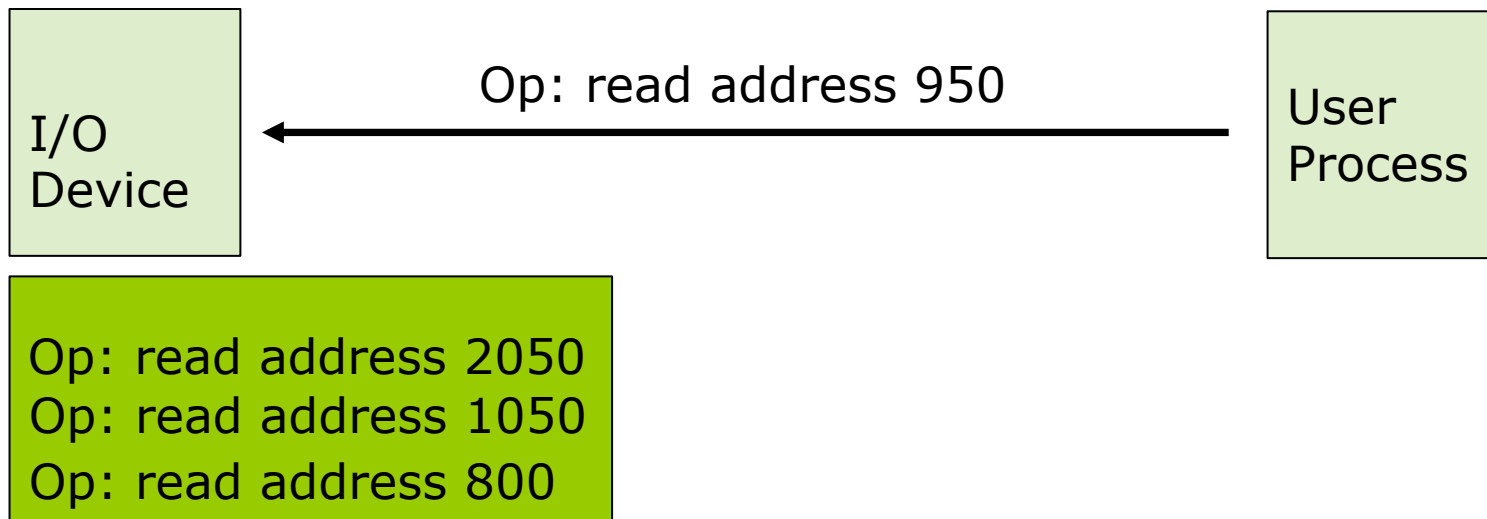 I/O
Device
Op: read address 950
User
Process
Op: read address 2050
Op: read address 1050
Op: read address 800